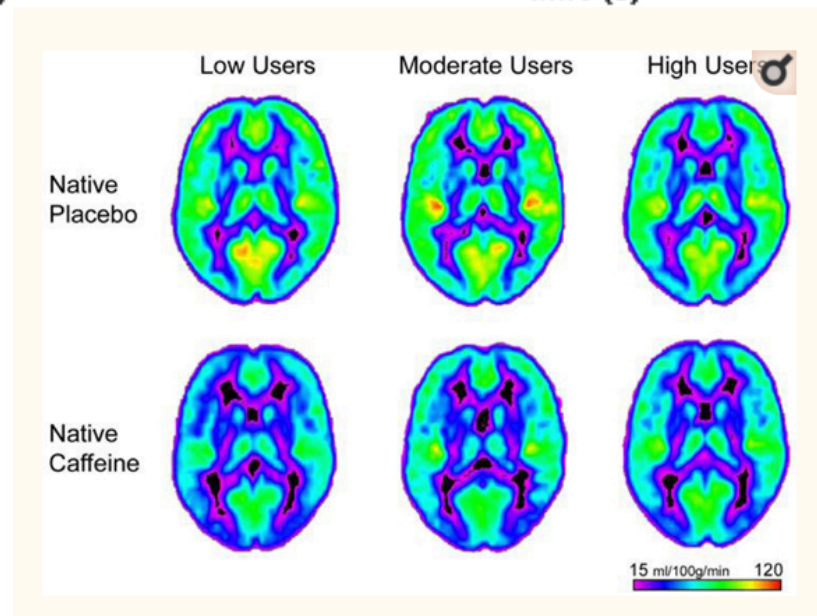 Low Users
Moderate Users
High Users
Native
Placebo
Native
Caffeine
15 ml/100g/min 120